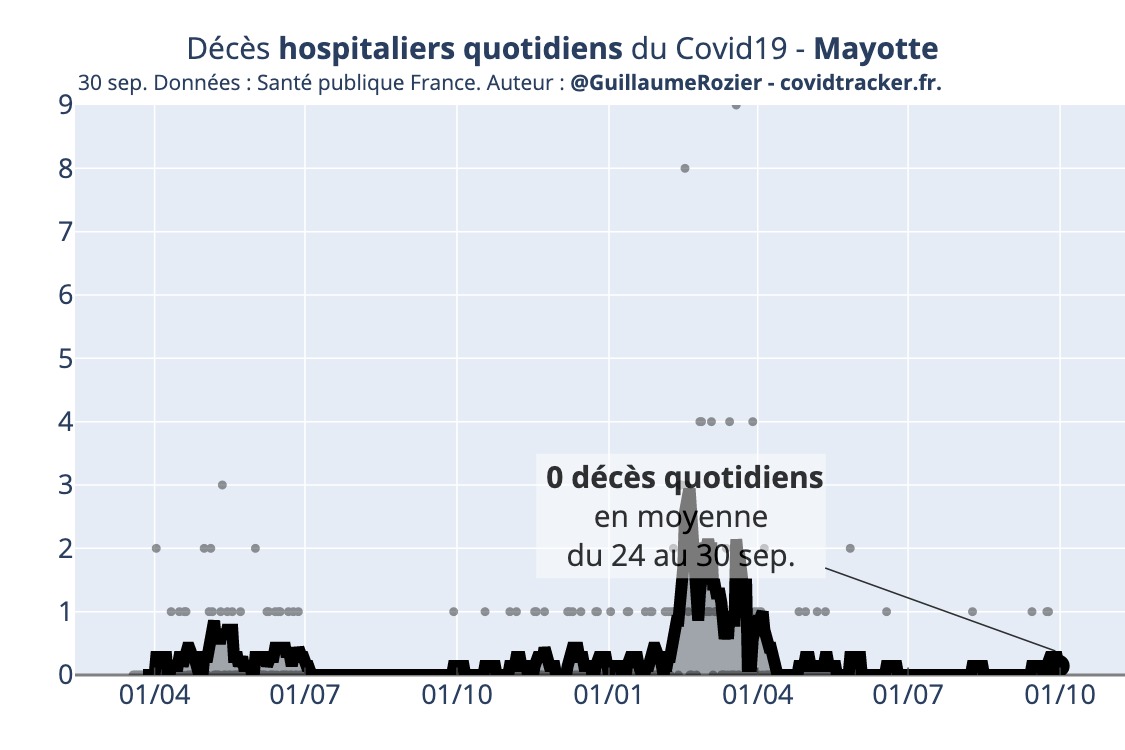 Décès hospitaliers quotidiens du Covid19 - Mayotte
30 sep. Données : Santé publique France. Auteur : @GuillaumeRozier - covidtracker.fr.
9
8
7
6
5
4
3
2
1
0
0 décès quotidiens
en moyenne
du 24 au 30 sep.
01/04 01/07 01/10 01/01 01/04 01/07 01/10